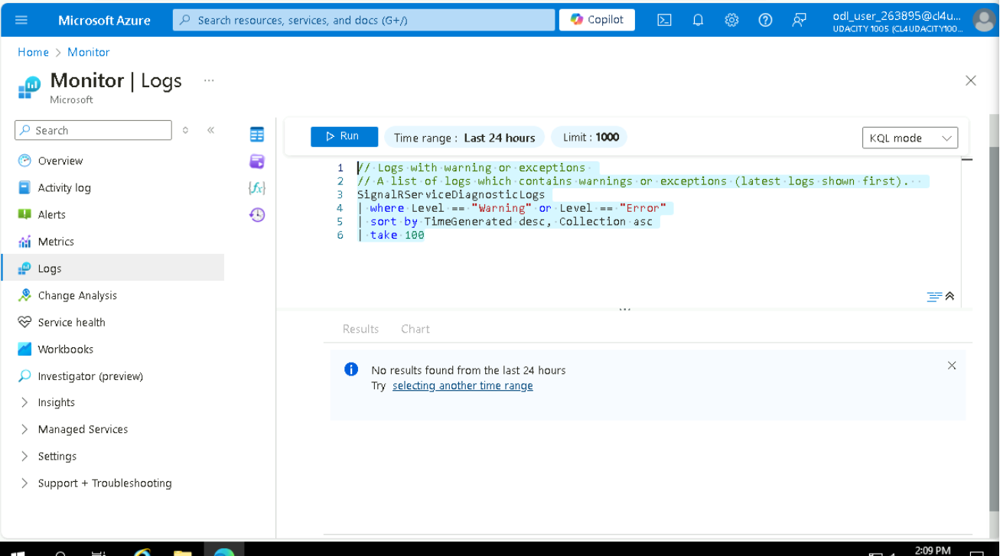 Microsoft Azure
Search resources, services, and docs (G+/)
Copilot
odl_user_263895@cl4u...
UDACITY 1005 (CL4UDACITY100...
Home > Monitor
Monitor | Logs ...
Microsoft
Search
Overview
Activity log
Alerts
Metrics
Logs
Change Analysis
Service health
Workbooks
Investigator (preview)
Insights
Managed Services
Settings
Support + Troubleshooting
{fx}
Run
Time range : Last 24 hours
Limit : 1000
KQL mode
1 // Logs with warning or exceptions
2 // A list of logs which contains warnings or exceptions (latest logs shown first).
3 SignalRServiceDiagnosticLogs
4 | where Level == "Warning" or Level == "Error"
5 | sort by TimeGenerated desc, Collection asc
6 | take 100
Results
Chart
No results found from the last 24 hours
Try selecting another time range
2:09 PM